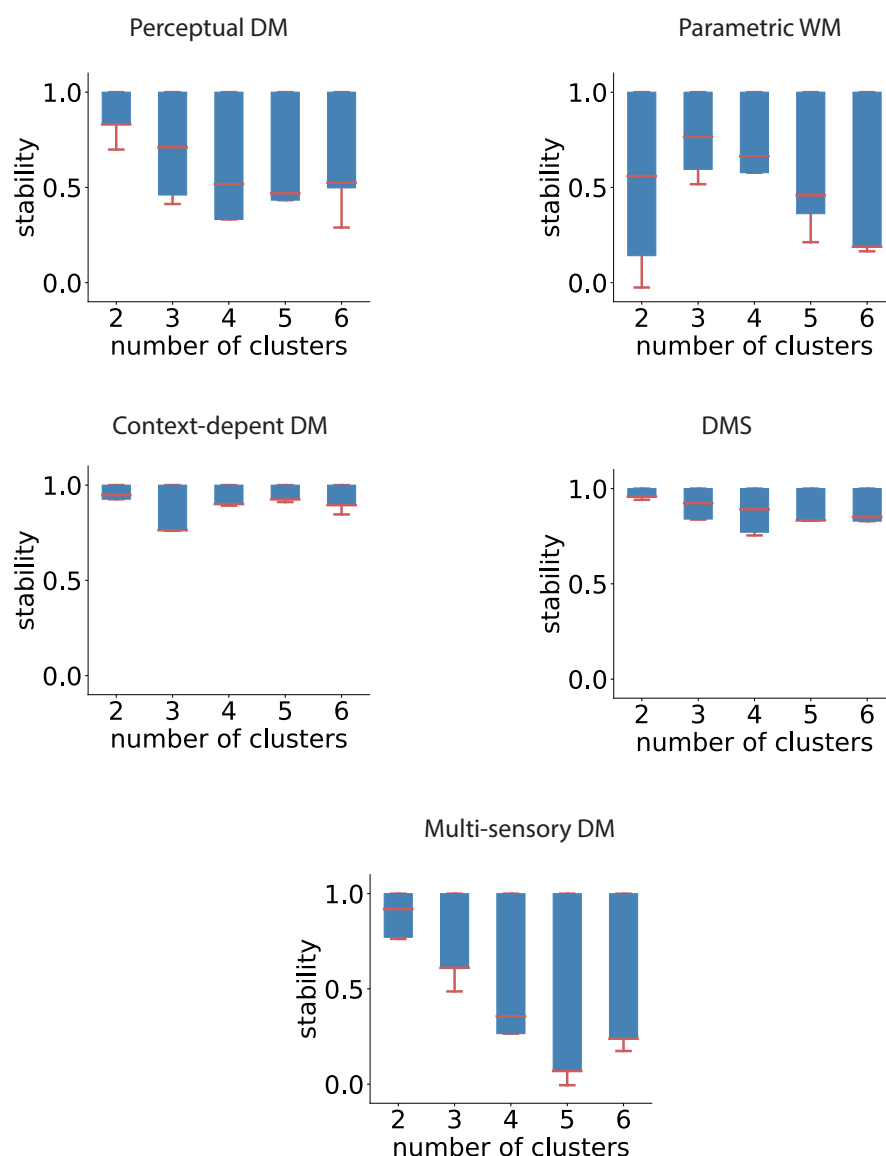 Perceptual DM
Parametric WM
1.0
0.5
0.0
stability
2 3 4 5 6
number of clusters
1.0
0.5
0.0
stability
2 3 4 5 6
number of clusters
Context-depent DM
DMS
1.0
0.5
0.0
stability
2 3 4 5 6
number of clusters
1.0
0.5
0.0
stability
2 3 4 5 6
number of clusters
Multi-sensory DM
1.0
0.5
0.0
stability
2 3 4 5 6
number of clusters